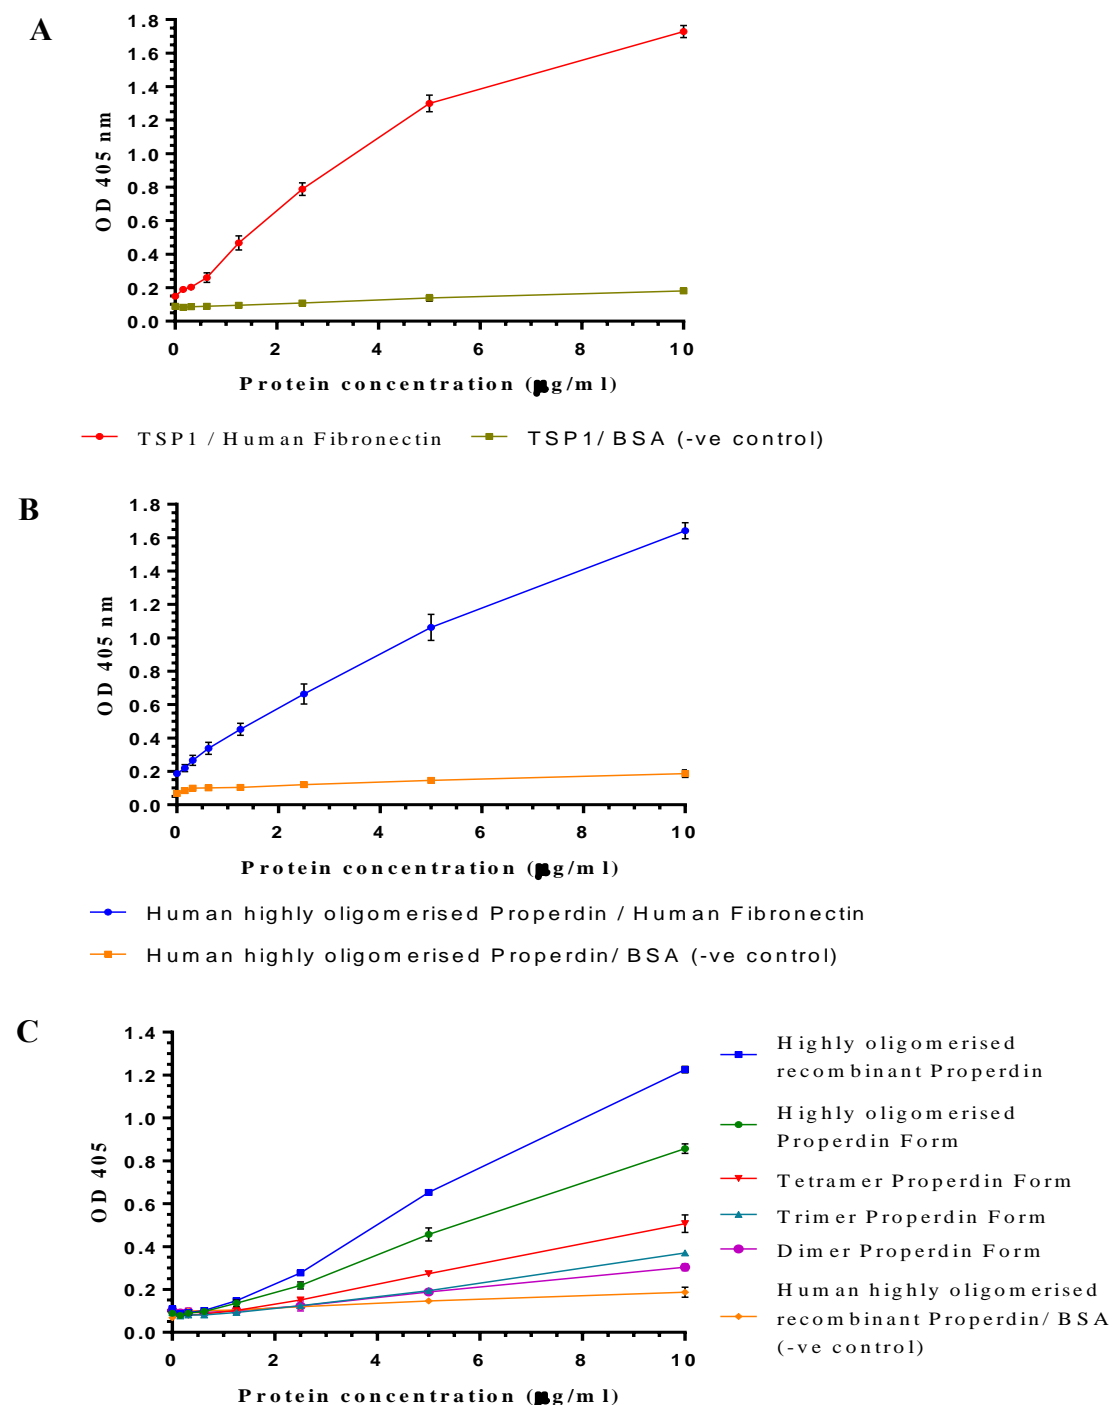 A
1.8
1.6
1.4
1.2
1.0
0.8
0.6
0.4
0.2
0.0
OD 405 nm
0 2 4 6 8 10
Protein concentration (µg/ml)
TSP1 / Human Fibronectin TSP1/ BSA (-ve control)
B
1.8
1.6
1.4
1.2
1.0
0.8
0.6
0.4
0.2
0.0
OD 405 nm
0 2 4 6 8 10
Protein concentration (µg/ml)
Human highly oligomerised Properdin / Human Fibronectin
Human highly oligomerised Properdin/ BSA (-ve control)
C
1.4
1.2
1.0
0.8
0.6
0.4
0.2
0.0
OD 405
0 2 4 6 8 10
Protein concentration (µg/ml)
Highly oligomerised
recombinant Properdin
Highly oligomerised
Properdin Form
Tetramer Properdin Form
Trimer Properdin Form
Dimer Properdin Form
Human highly oligomerised
recombinant Properdin/ BSA
(-ve control)